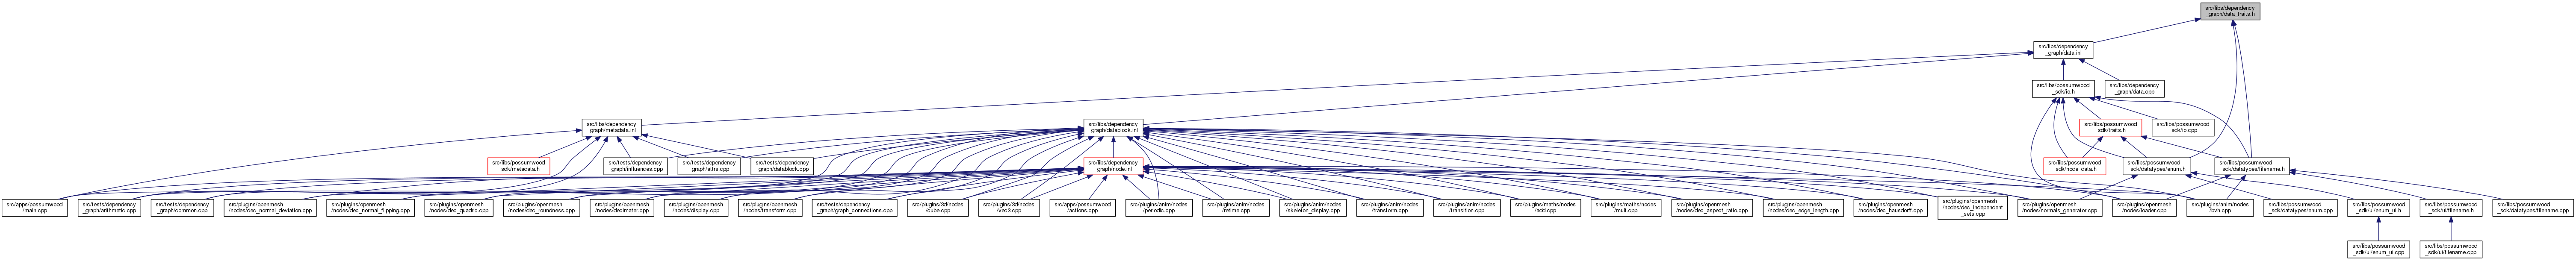 src/libs/dependency
_graph/data_traits.h
src/libs/dependency
_graph/data.inl
src/libs/possumwood
_sdk/io.h
src/libs/dependency
_graph/data.cpp
src/libs/dependency
_graph/metadata.inl
src/libs/dependency
_graph/datablock.inl
src/libs/possumwood
_sdk/traits.h
src/libs/possumwood
_sdk/io.cpp
src/libs/possumwood
_sdk/metadata.h
src/tests/dependency
_graph/influences.cpp
src/tests/dependency
_graph/attrs.cpp
src/tests/dependency
_graph/datablock.cpp
src/libs/dependency
_graph/node.inl
src/libs/possumwood
_sdk/node_data.h
src/libs/possumwood
_sdk/datatypes/enum.h
src/libs/possumwood
_sdk/datatypes/filename.h
src/apps/possumwood
/main.cpp
src/tests/dependency
_graph/arithmetic.cpp
src/tests/dependency
_graph/common.cpp
src/plugins/openmesh
/nodes/dec_normal_deviation.cpp
src/plugins/openmesh
/nodes/dec_normal_flipping.cpp
src/plugins/openmesh
/nodes/dec_quadric.cpp
src/plugins/openmesh
/nodes/dec_roundness.cpp
src/plugins/openmesh
/nodes/decimater.cpp
src/plugins/openmesh
/nodes/display.cpp
src/plugins/openmesh
/nodes/transform.cpp
src/tests/dependency
_graph/graph_connections.cpp
src/plugins/3d/nodes
/cube.cpp
src/plugins/3d/nodes
/vec3.cpp
src/apps/possumwood
/actions.cpp
src/plugins/anim/nodes
/periodic.cpp
src/plugins/anim/nodes
/retime.cpp
src/plugins/anim/nodes
/skeleton_display.cpp
src/plugins/anim/nodes
/transform.cpp
src/plugins/anim/nodes
/transition.cpp
src/plugins/maths/nodes
/add.cpp
src/plugins/maths/nodes
/mult.cpp
src/plugins/openmesh
/nodes/dec_aspect_ratio.cpp
src/plugins/openmesh
/nodes/dec_edge_length.cpp
src/plugins/openmesh
/nodes/dec_hausdorff.cpp
src/plugins/openmesh
/nodes/dec_independent
_sets.cpp
src/plugins/openmesh
/nodes/normals_generator.cpp
src/plugins/openmesh
/nodes/loader.cpp
src/plugins/anim/nodes
/bvh.cpp
src/libs/possumwood
_sdk/datatypes/enum.cpp
src/libs/possumwood
_sdk/ui/enum_ui.h
src/libs/possumwood
_sdk/ui/filename.h
src/libs/possumwood
_sdk/datatypes/filename.cpp
src/libs/possumwood
_sdk/ui/enum_ui.cpp
src/libs/possumwood
_sdk/ui/filename.cpp